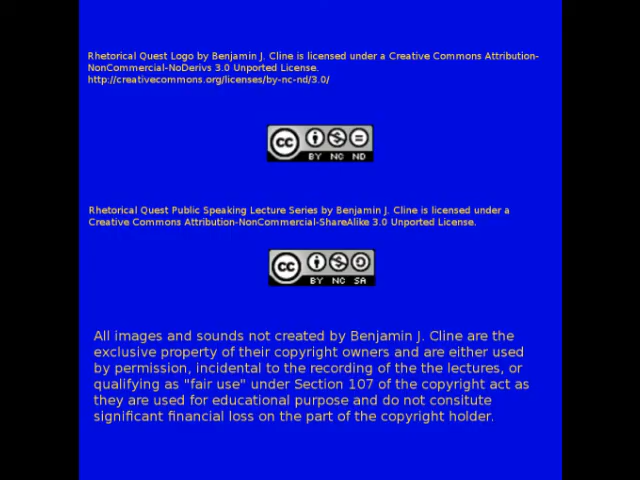 Rhetorical Quest Logo by Benjamin J. Cline is licensed under a Creative Commons Attribution-
NonCommercial-NoDerivs 3.0 Unported License.
http://creativecommons.org/licenses/by-nc-nd/3.0/
cc
BY NC ND
Rhetorical Quest Public Speaking Lecture Series by Benjamin J. Cline is licensed under a
Creative Commons Attribution-NonCommercial-ShareAlike 3.0 Unported License.
cc
BY NC SA
All images and sounds not created by Benjamin J. Cline are the
exclusive property of their copyright owners and are either used
by permission, incidental to the recording of the the lectures, or
qualifying as "fair use" under Section 107 of the copyright act as
they are used for educational purpose and do not consitute
significant financial loss on the part of the copyright holder.